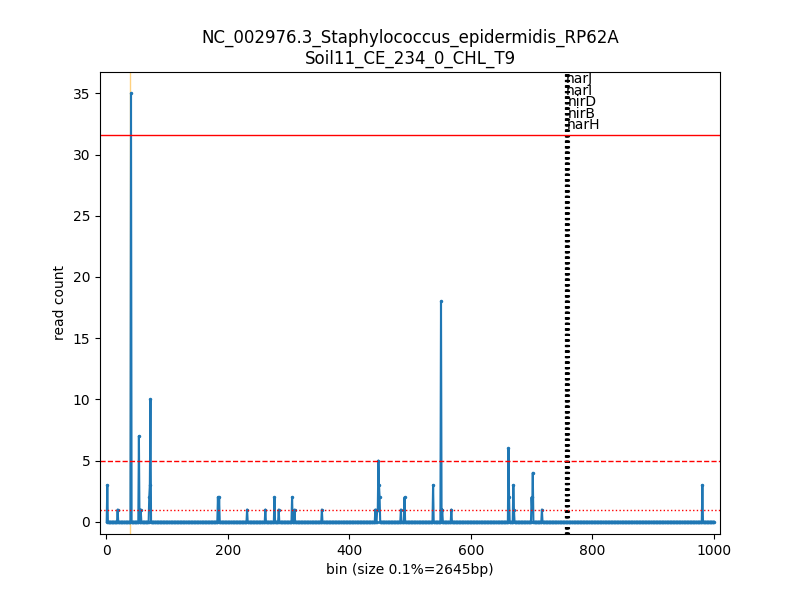 NC_002976.3_Staphylococcus_epidermidis_RP62A
Soil11_CE_234_0_CHL_T9
narJ
narI
nirD
nirB
narH
35
30
25
20
15
10
5
0
read count
0 200 400 600 800 1000
bin (size 0.1%=2645bp)